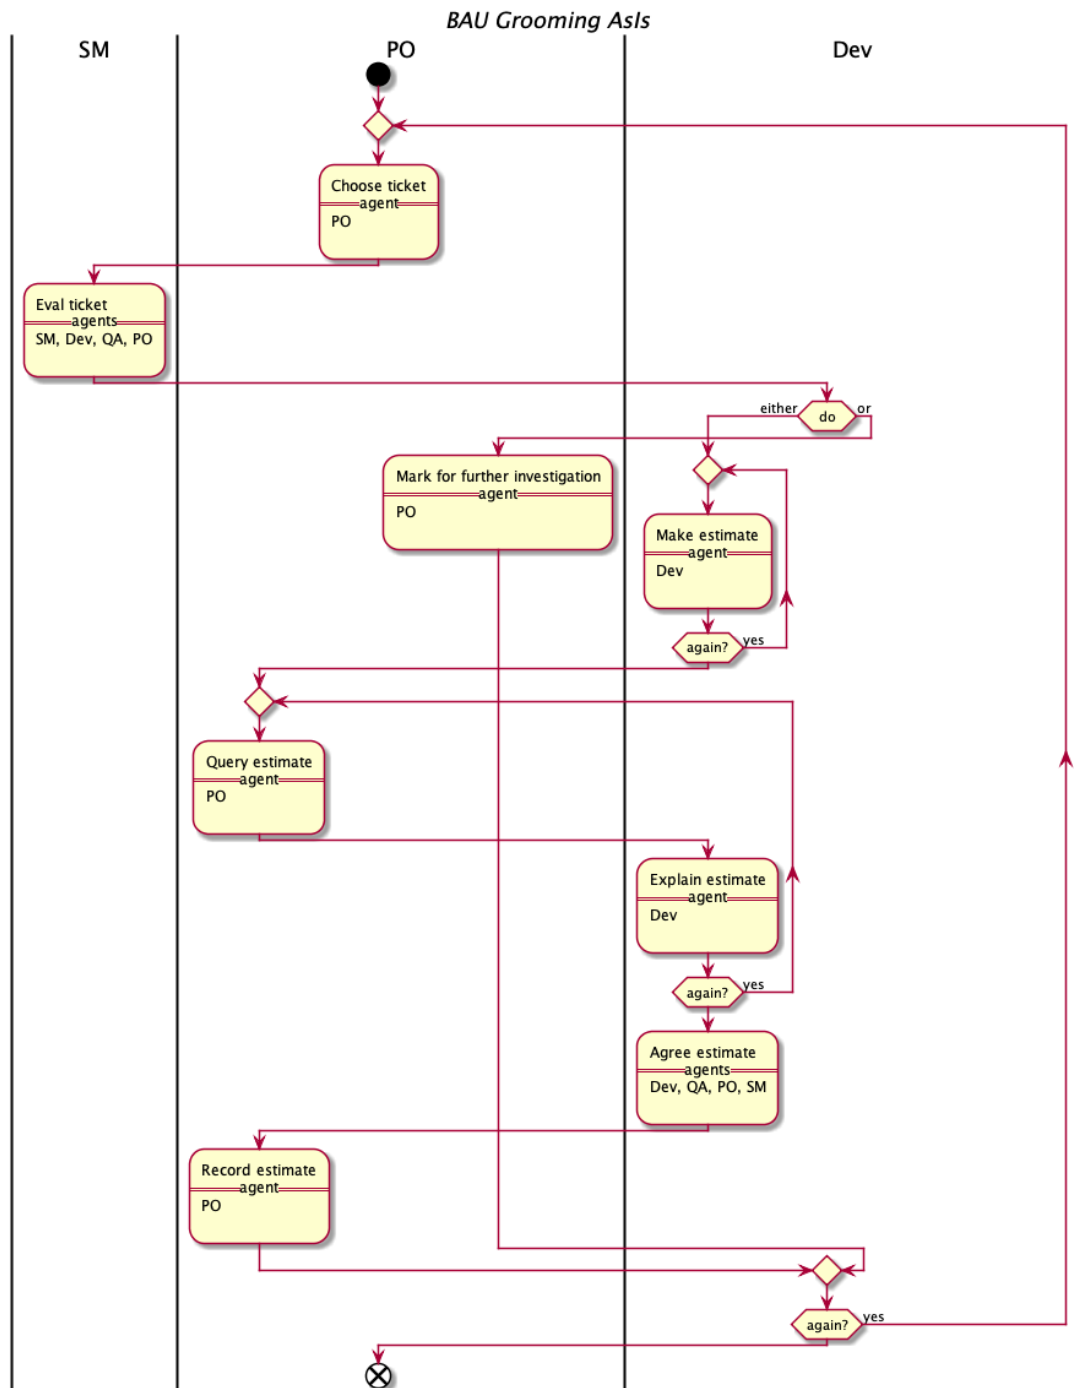 BAU Grooming AsIs
SM
PO
Dev
Choose ticket
agent
PO
Eval ticket
agents
SM, Dev, QA, PO
either
do
or
Mark for further investigation
agent
PO
Make estimate
agent
Dev
again?
yes
Query estimate
agent
PO
Explain estimate
agent
Dev
again?
yes
Agree estimate
agents
Dev, QA, PO, SM
Record estimate
agent
PO
again?
yes